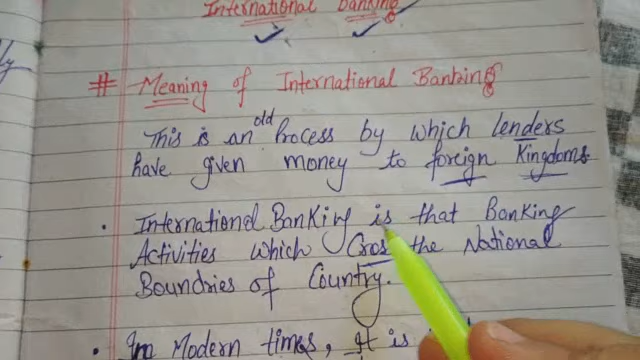 International Banking
# Meaning of International Banking
This is an old Process by which lenders
have given money to foreign Kingdoms
• International Banking is that Banking
Activities which Cros the National
Boundries of Country.
• In Modern times, It is